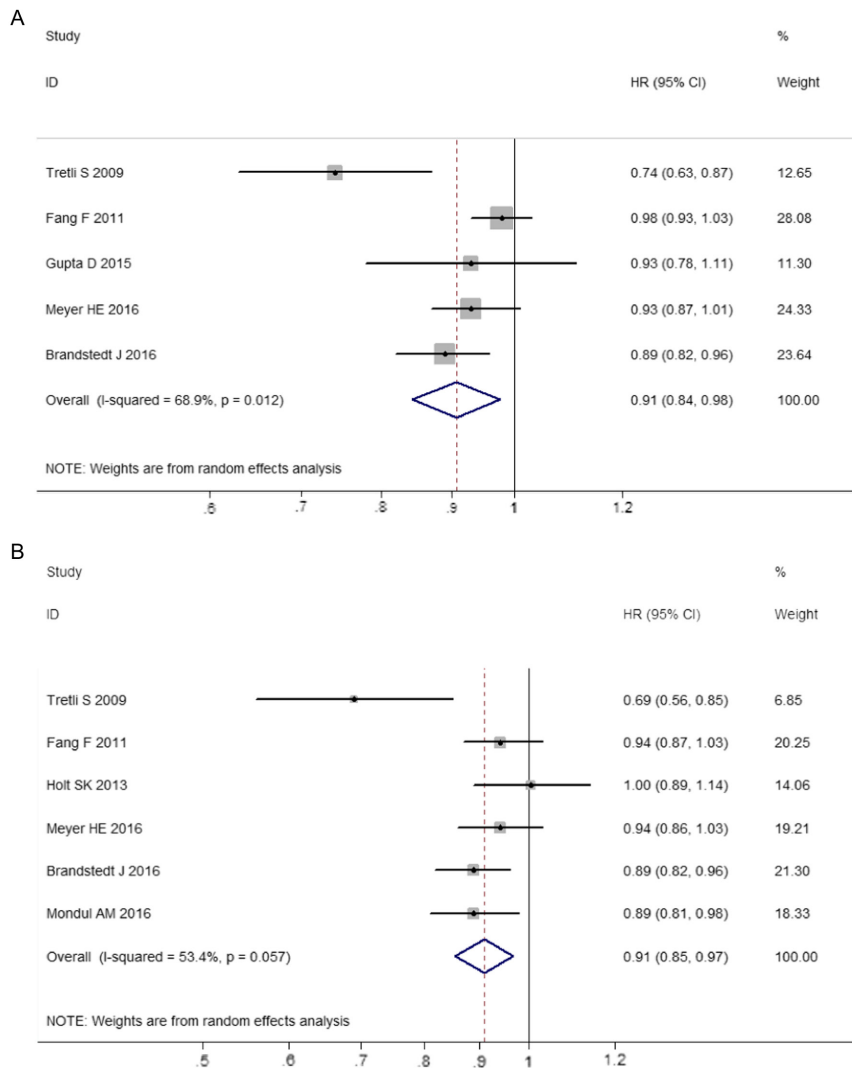 A
Study %
ID HR (95% CI) Weight
Tretli S 2009 0.74 (0.63, 0.87) 12.65
Fang F 2011 0.98 (0.93, 1.03) 28.08
Gupta D 2015 0.93 (0.78, 1.11) 11.30
Meyer HE 2016 0.93 (0.87, 1.01) 24.33
Brandstedt J 2016 0.89 (0.82, 0.96) 23.64
Overall (I-squared = 68.9%, p = 0.012) 0.91 (0.84, 0.98) 100.00
NOTE: Weights are from random effects analysis
.6 .7 .8 .9 1 1.2
B
Study %
ID HR (95% CI) Weight
Tretli S 2009 0.69 (0.56, 0.85) 6.85
Fang F 2011 0.94 (0.87, 1.03) 20.25
Holt SK 2013 1.00 (0.89, 1.14) 14.06
Meyer HE 2016 0.94 (0.86, 1.03) 19.21
Brandstedt J 2016 0.89 (0.82, 0.96) 21.30
Mondul AM 2016 0.89 (0.81, 0.98) 18.33
Overall (I-squared = 53.4%, p = 0.057) 0.91 (0.85, 0.97) 100.00
NOTE: Weights are from random effects analysis
.5 .6 .7 .8 .9 1 1.2